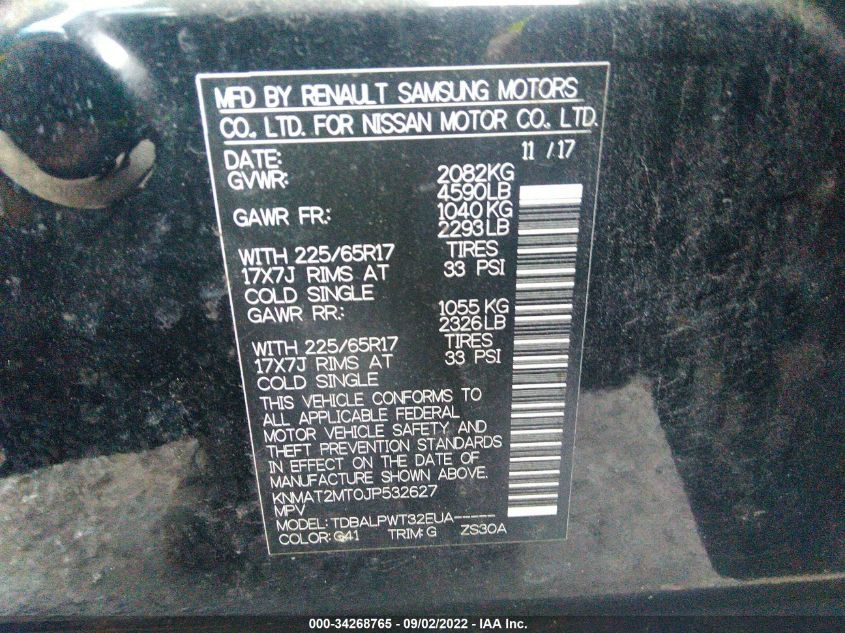 MFD BY RENAULT SAMSUNG MOTORS
CO., LTD. FOR NISSAN MOTOR CO., LTD.
DATE: 11 /17
GVWR: 2082KG
4590LB
GAWR FR: 1040KG
2293LB
WITH 225/65R17 TIRES
17X7J RIMS AT 33 PSI
COLD SINGLE
GAWR RR: 1055KG
2326LB
WITH 225/65R17 TIRES
17X7J RIMS AT 33 PSI
COLD SINGLE
THIS VEHICLE CONFORMS TO
ALL APPLICABLE FEDERAL
MOTOR VEHICLE SAFETY AND
THEFT PREVENTION STANDARDS
IN EFFECT ON THE DATE OF
MANUFACTURE SHOWN ABOVE.
KNMAT2MT0JP532627
MPV
MODEL: TDBALPWT32EUA-----
COLOR: G41 TRIM: G ZS30A
000-34268765 - 09/02/2022 - IAA Inc.